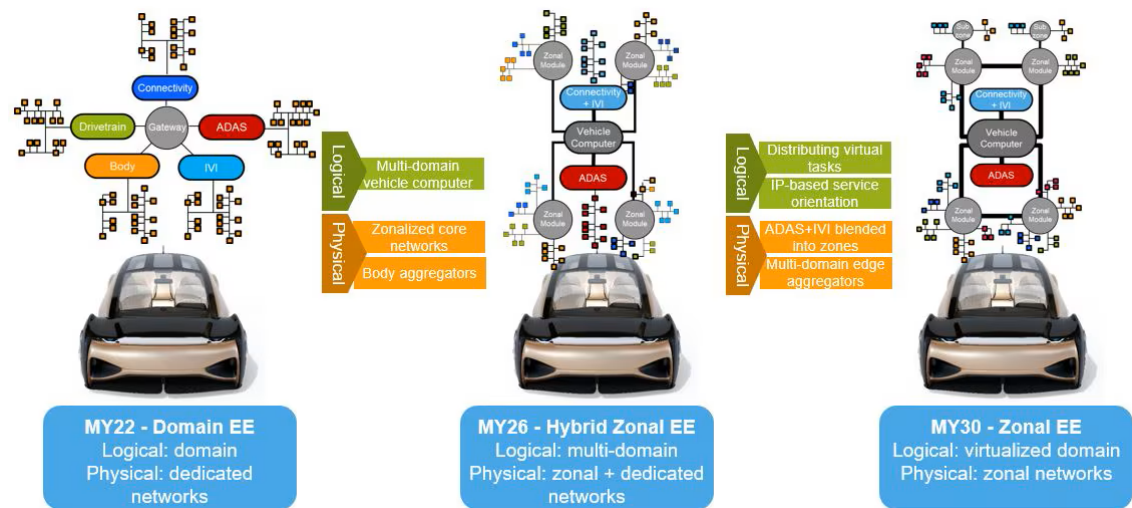 Connectivity
Drivetrain
Gateway
ADAS
Body
IVI
Logical
Multi-domain
vehicle computer
Physical
Zonalized core
networks
Body aggregators
Zonal
Module
Zonal
Module
Connectivity
+ IVI
Vehicle
Computer
ADAS
Zonal
Module
Zonal
Module
Logical
Distributing virtual
tasks
IP-based service
orientation
Physical
ADAS+IVI blended
into zones
Multi-domain edge
aggregators
Sub
zone
Sub
zone
Zonal
Module
Zonal
Module
Connectivity
+ IVI
Vehicle
Computer
ADAS
Zonal
Module
Zonal
Module
MY22 - Domain EE
Logical: domain
Physical: dedicated
networks
MY26 - Hybrid Zonal EE
Logical: multi-domain
Physical: zonal + dedicated
networks
MY30 - Zonal EE
Logical: virtualized domain
Physical: zonal networks